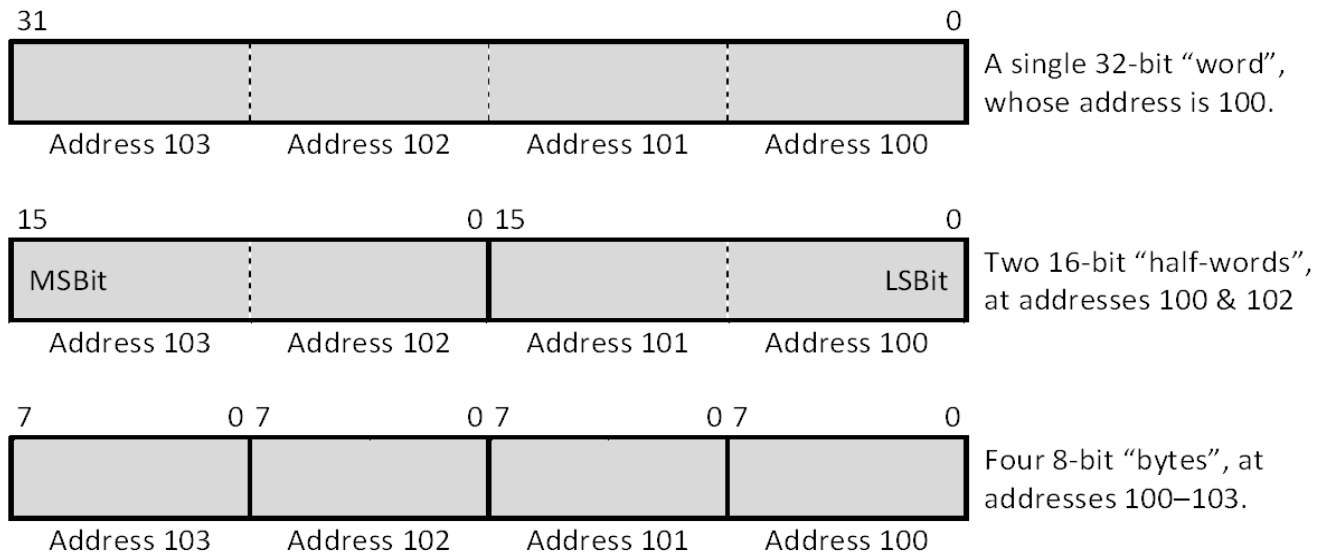 31 0
A single 32-bit “word”,
whose address is 100.
Address 103 Address 102 Address 101 Address 100
15 0 15 0
MSBit LSBit
Two 16-bit “half-words”,
at addresses 100 & 102
Address 103 Address 102 Address 101 Address 100
7 0 7 0 7 0 7 0
Four 8-bit “bytes”, at
addresses 100–103.
Address 103 Address 102 Address 101 Address 100